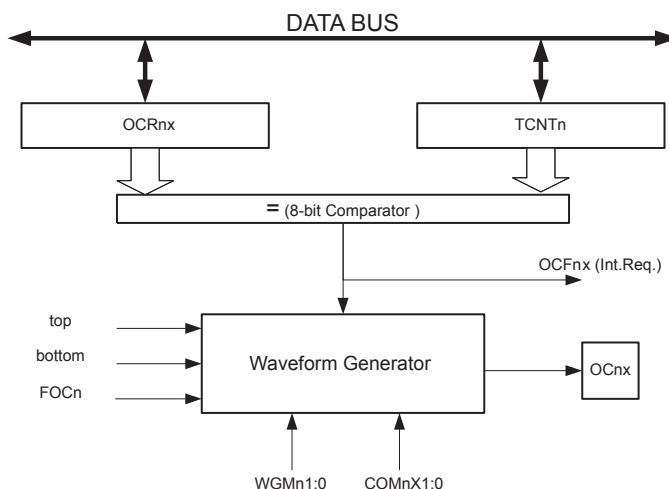 DATA BUS
OCRnx
TCNTn
= (8-bit Comparator )
OCFnx (Int.Req.)
top
bottom
FOCn
Waveform Generator
OCnx
WGMn1:0
COMnX1:0